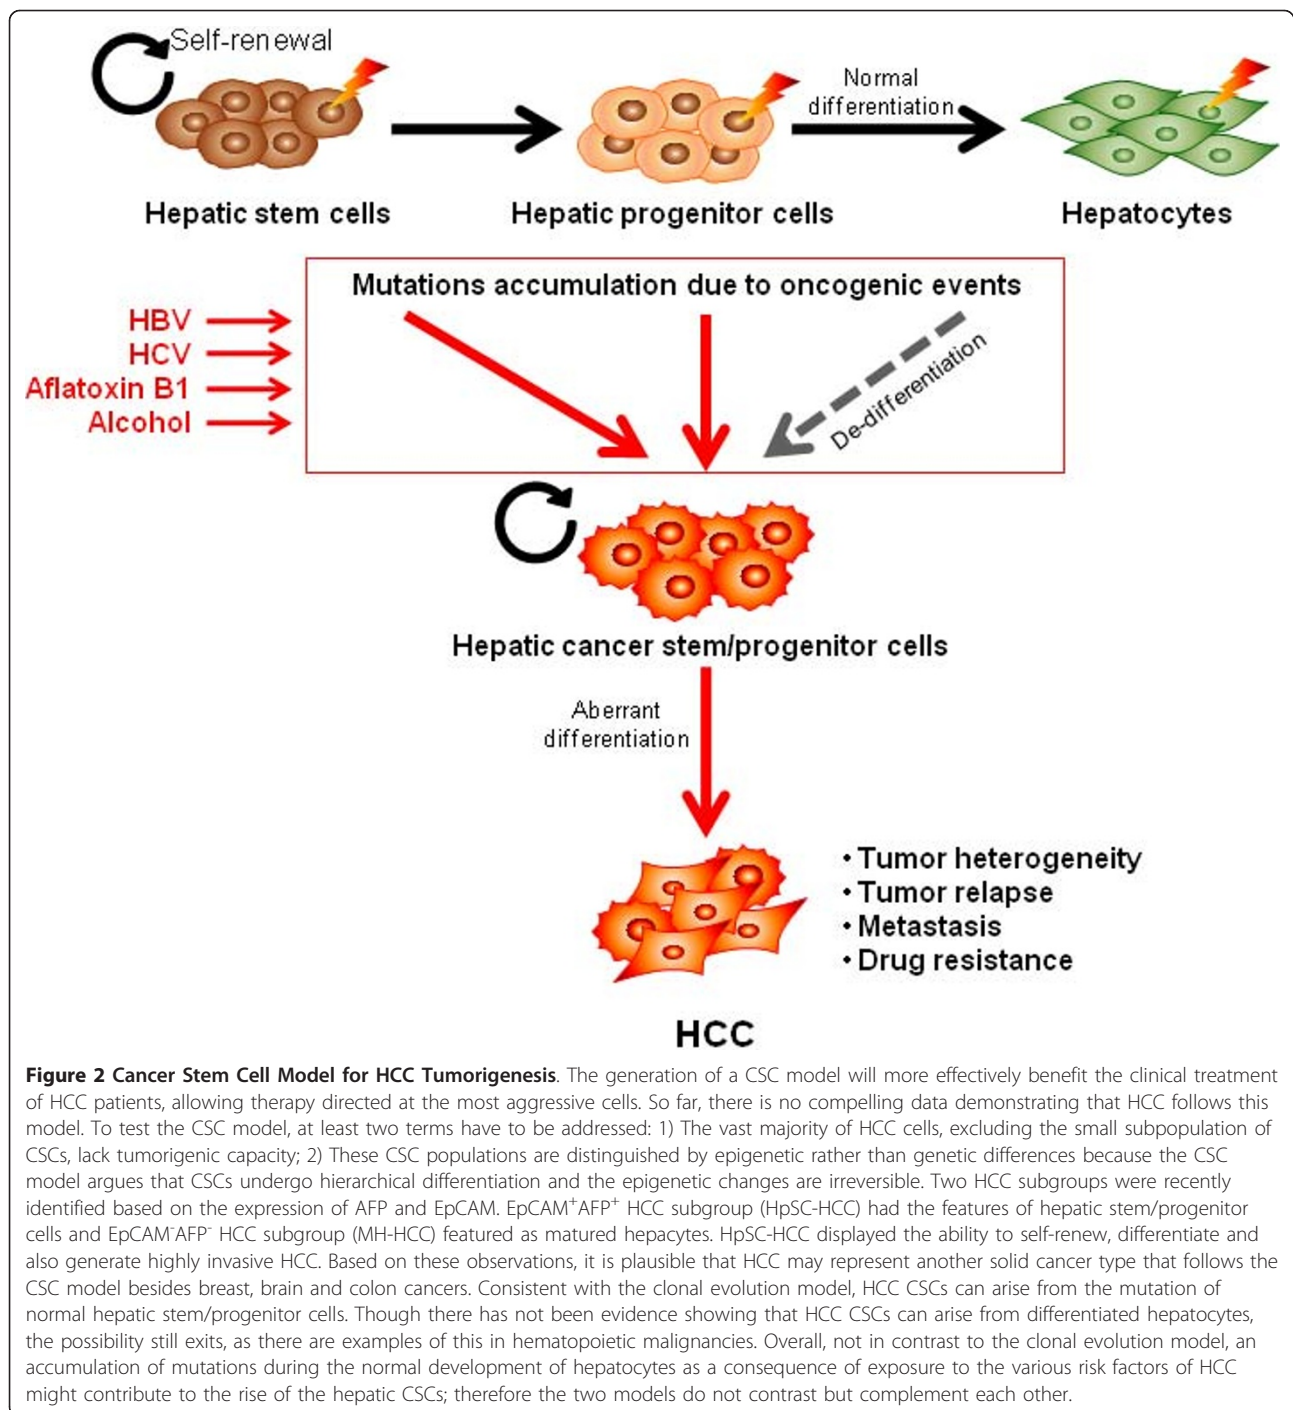 Self-renewal
Normal
differentiation
Hepatic stem cells
Hepatic progenitor cells
Hepatocytes
Mutations accumulation due to oncogenic events
HBV
HCV
Aflatoxin B1
Alcohol
De-differentiation
Hepatic cancer stem/progenitor cells
Aberrant
differentiation
• Tumor heterogeneity
• Tumor relapse
• Metastasis
• Drug resistance
HCC
Figure 2 Cancer Stem Cell Model for HCC Tumorigenesis. The generation of a CSC model will more effectively benefit the clinical treatment
of HCC patients, allowing therapy directed at the most aggressive cells. So far, there is no compelling data demonstrating that HCC follows this
model. To test the CSC model, at least two terms have to be addressed: 1) The vast majority of HCC cells, excluding the small subpopulation of
CSCs, lack tumorigenic capacity; 2) These CSC populations are distinguished by epigenetic rather than genetic differences because the CSC
model argues that CSCs undergo hierarchical differentiation and the epigenetic changes are irreversible. Two HCC subgroups were recently
identified based on the expression of AFP and EpCAM. EpCAM⁺AFP⁺ HCC subgroup (HpSC-HCC) had the features of hepatic stem/progenitor
cells and EpCAM⁻AFP⁻ HCC subgroup (MH-HCC) featured as matured hepacytes. HpSC-HCC displayed the ability to self-renew, differentiate and
also generate highly invasive HCC. Based on these observations, it is plausible that HCC may represent another solid cancer type that follows the
CSC model besides breast, brain and colon cancers. Consistent with the clonal evolution model, HCC CSCs can arise from the mutation of
normal hepatic stem/progenitor cells. Though there has not been evidence showing that HCC CSCs can arise from differentiated hepatocytes,
the possibility still exits, as there are examples of this in hematopoietic malignancies. Overall, not in contrast to the clonal evolution model, an
accumulation of mutations during the normal development of hepatocytes as a consequence of exposure to the various risk factors of HCC
might contribute to the rise of the hepatic CSCs; therefore the two models do not contrast but complement each other.